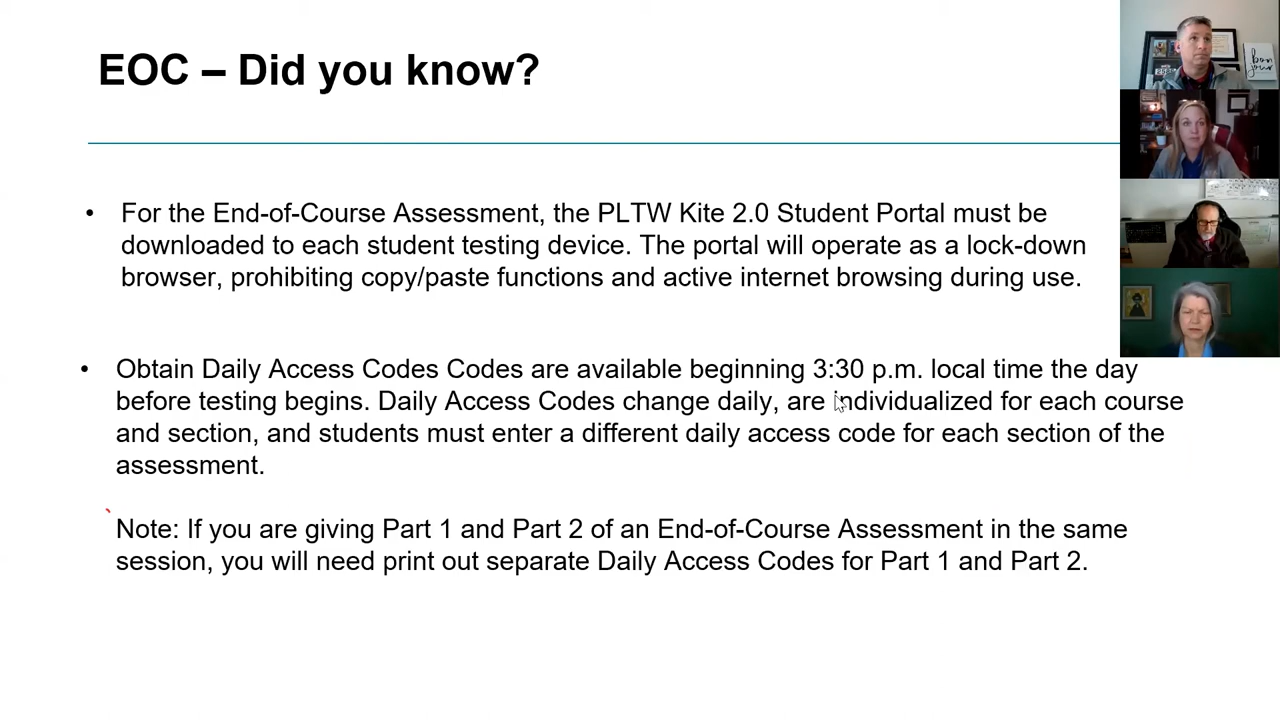 EOC – Did you know?
• For the End-of-Course Assessment, the PLTW Kite 2.0 Student Portal must be
downloaded to each student testing device. The portal will operate as a lock-down
browser, prohibiting copy/paste functions and active internet browsing during use.
• Obtain Daily Access Codes Codes are available beginning 3:30 p.m. local time the day
before testing begins. Daily Access Codes change daily, are individualized for each course
and section, and students must enter a different daily access code for each section of the
assessment.
Note: If you are giving Part 1 and Part 2 of an End-of-Course Assessment in the same
session, you will need print out separate Daily Access Codes for Part 1 and Part 2.
bon
jour